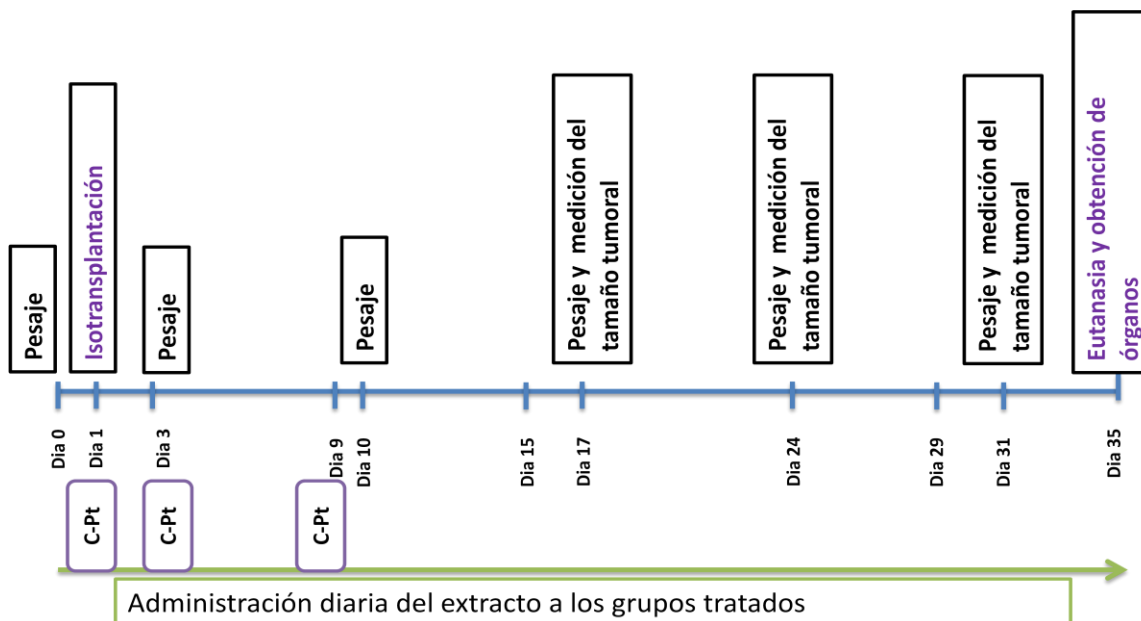 Pesaje
Isotransplantación
Pesaje
Pesaje
Pesaje y medición del
tamaño tumoral
Pesaje y medición del
tamaño tumoral
Pesaje y medición del
tamaño tumoral
Eutanasia y obtención de
órganos
Dia 0
Dia 1
Dia 3
Dia 9
Dia 10
Dia 15
Dia 17
Dia 24
Dia 29
Dia 31
Dia 35
C-Pt
C-Pt
C-Pt
Administración diaria del extracto a los grupos tratados